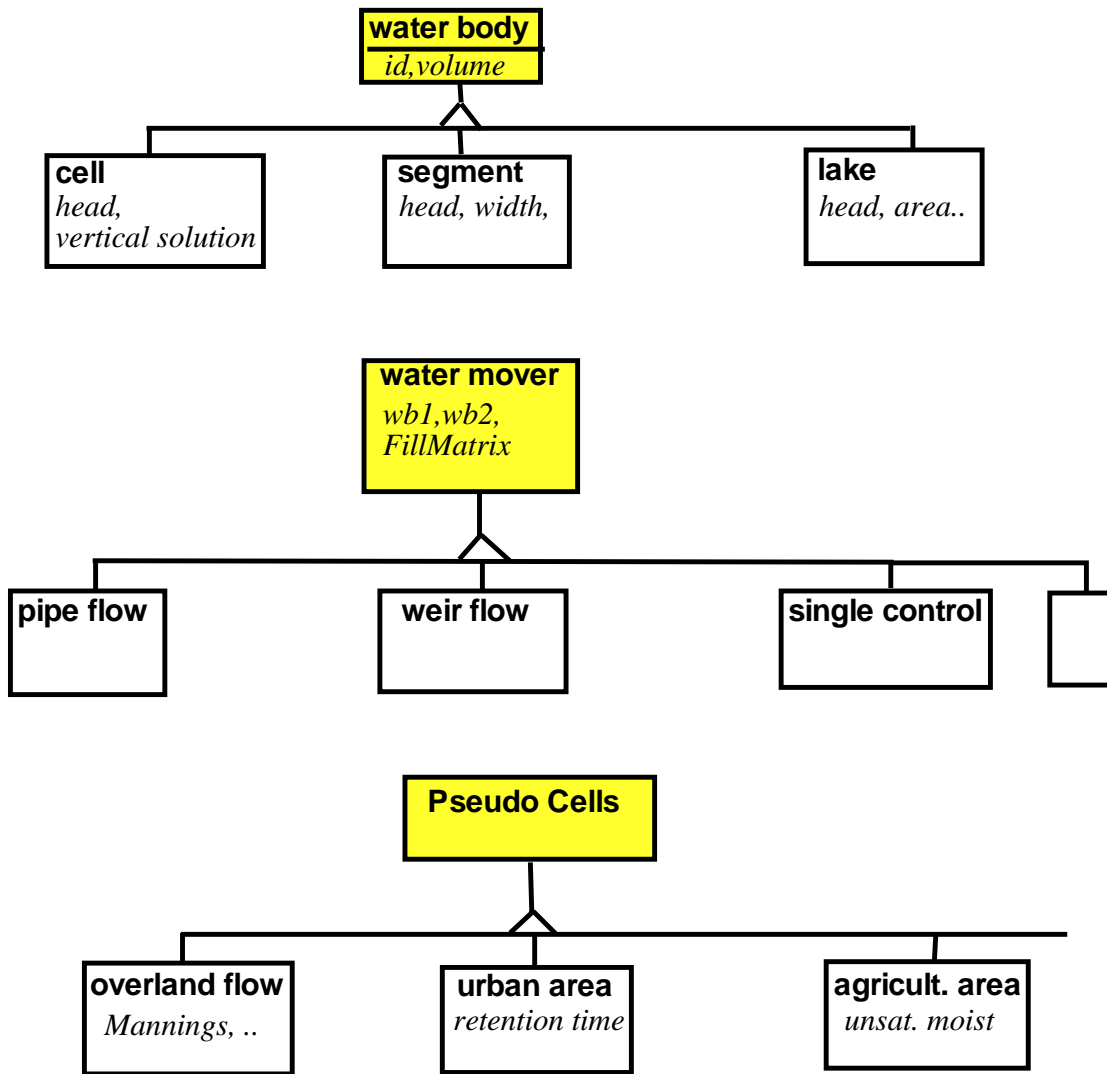 water body
id,volume
cell
head,
vertical solution
segment
head, width,
lake
head, area..
water mover
wb1,wb2,
FillMatrix
pipe flow
weir flow
single control
Pseudo Cells
overland flow
Mannings, ..
urban area
retention time
agricult. area
unsat. moist